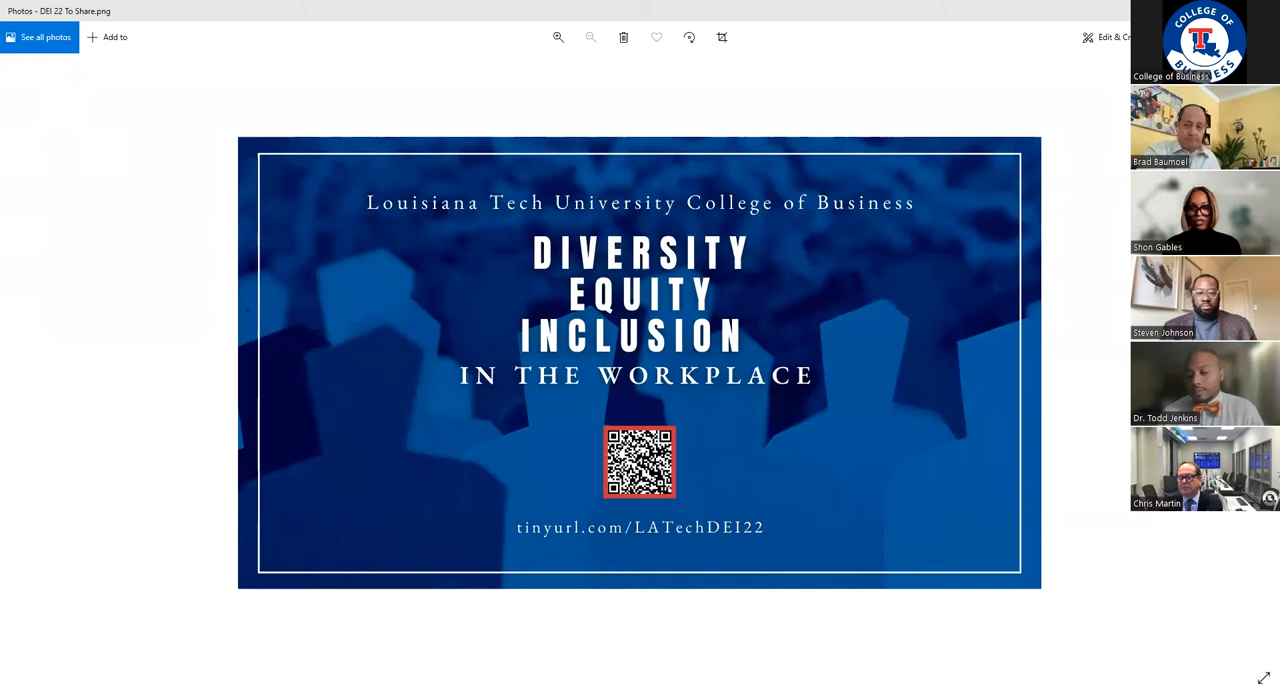 Photos - DEI 22 To Share.png
See all photos
Add to
Edit & Cr
Louisiana Tech University College of Business
DIVERSITY
EQUITY
INCLUSION
IN THE WORKPLACE
tinyurl.com/LATechDEI22
COLLEGE OF
T
BUSINESS
College of Business
Brad Baumoel
Shon Gables
Steven Johnson
Dr. Todd Jenkins
Chris Martin